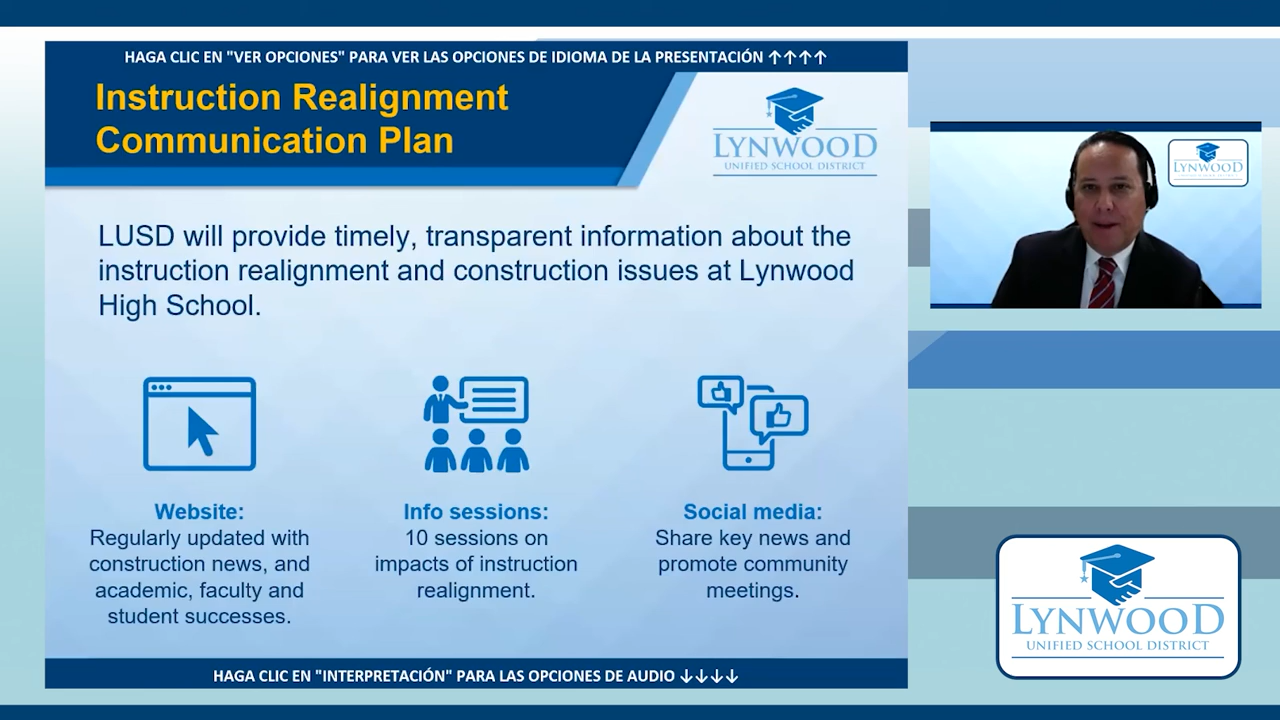 HAGA CLIC EN "VER OPCIONES" PARA VER LAS OPCIONES DE IDIOMA DE LA PRESENTACIÓN ↑↑↑↑
Instruction Realignment
Communication Plan
LYNWOOD
UNIFIED SCHOOL DISTRICT
LYNWOOD
LUSD will provide timely, transparent information about the
instruction realignment and construction issues at Lynwood
High School.
Website:
Regularly updated with
construction news, and
academic, faculty and
student successes.
Info sessions:
10 sessions on
impacts of instruction
realignment.
Social media:
Share key news and
promote community
meetings.
LYNWOOD
UNIFIED SCHOOL DISTRICT
HAGA CLIC EN "INTERPRETACIÓN" PARA LAS OPCIONES DE AUDIO ↓↓↓↓